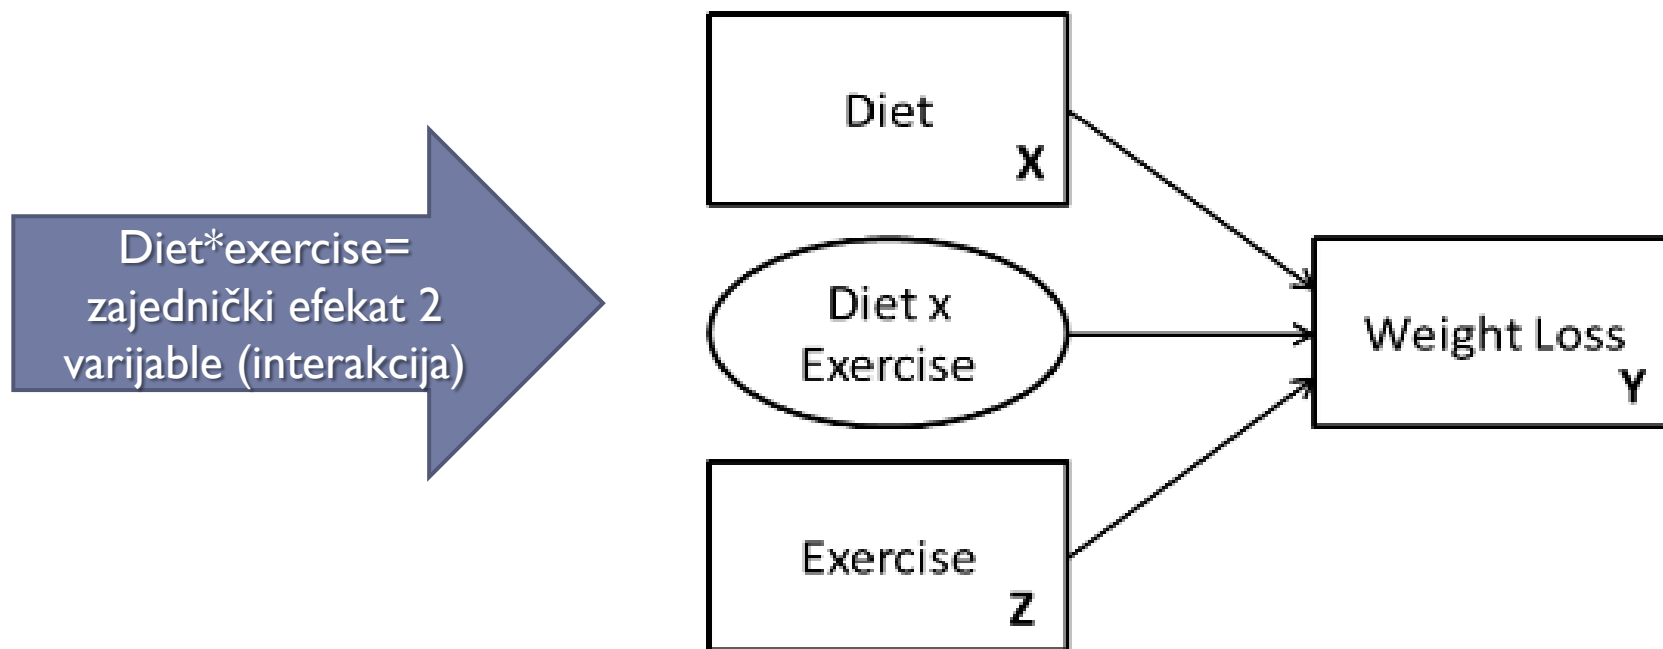 Diet*exercise=
zajednički efekat 2
varijable (interakcija)
Diet
X
Diet x
Exercise
Exercise
Z
Weight Loss
Y